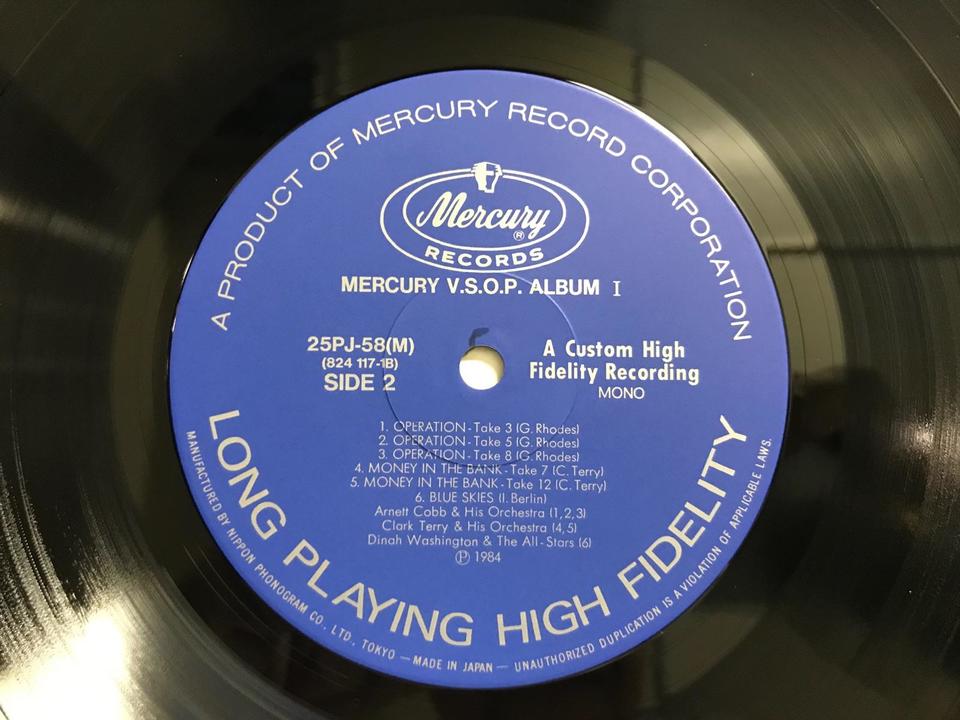 A PRODUCT OF MERCURY RECORD CORPORATION
Mercury
®
RECORDS
MERCURY V.S.O.P. ALBUM I
25PJ-58(M)
(824 117-1B)
SIDE 2
A Custom High
Fidelity Recording
MONO
1. OPERATION - Take 3 (G. Rhodes)
2. OPERATION - Take 5 (G. Rhodes)
3. OPERATION - Take 8 (G. Rhodes)
4. MONEY IN THE BANK - Take 7 (C. Terry)
5. MONEY IN THE BANK - Take 12 (C. Terry)
6. BLUE SKIES (I. Berlin)
Arnett Cobb & His Orchestra (1,2,3)
Clark Terry & His Orchestra (4,5)
Dinah Washington & The All-Stars (6)
℗ 1984
LONG PLAYING HIGH FIDELITY
MANUFACTURED BY NIPPON PHONOGRAM CO., LTD., TOKYO — MADE IN JAPAN — UNAUTHORIZED DUPLICATION IS A VIOLATION OF APPLICABLE LAWS.